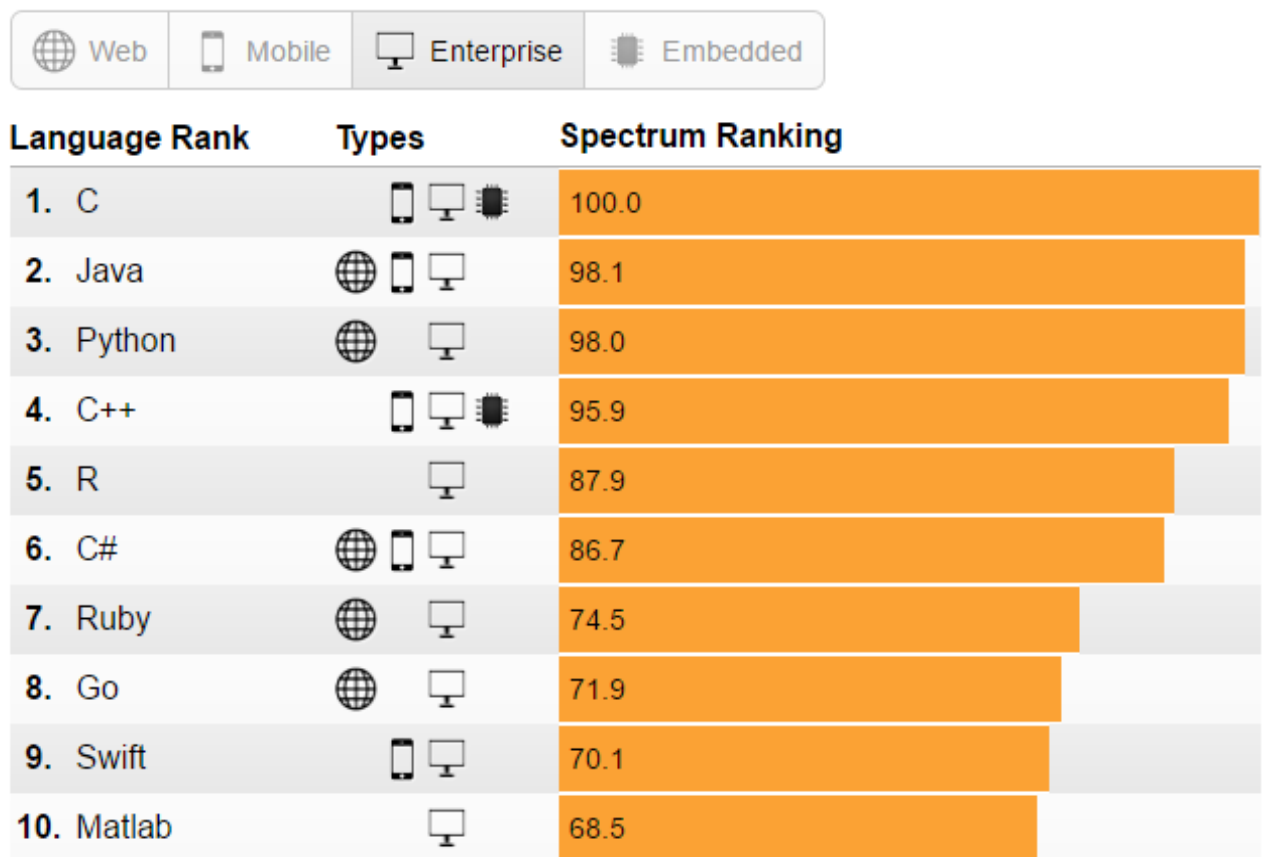 Web Mobile Enterprise Embedded
Language Rank Types Spectrum Ranking
1. C 100.0
2. Java 98.1
3. Python 98.0
4. C++ 95.9
5. R 87.9
6. C# 86.7
7. Ruby 74.5
8. Go 71.9
9. Swift 70.1
10. Matlab 68.5